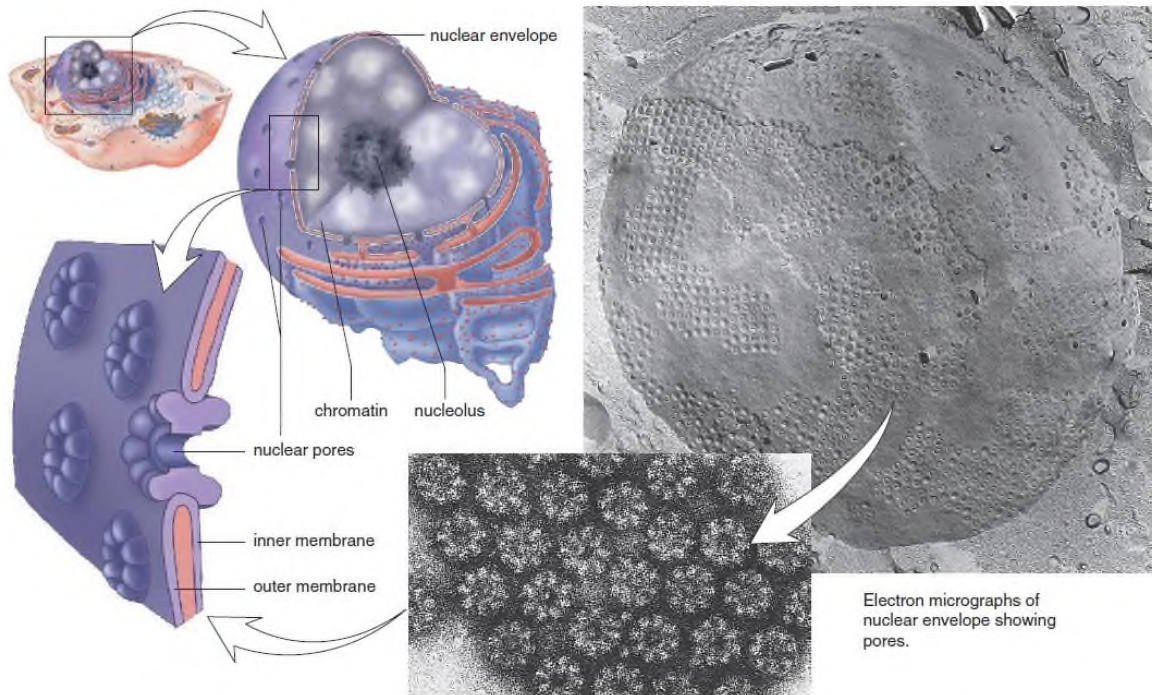 nuclear envelope
chromatin
nucleolus
nuclear pores
inner membrane
outer membrane
Electron micrographs of
nuclear envelope showing
pores.